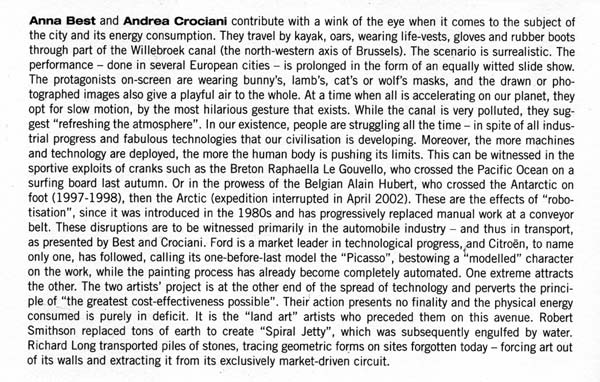 Anna Best and Andrea Crociani contribute with a wink of the eye when it comes to the subject of
the city and its energy consumption. They travel by kayak, oars, wearing life-vests, gloves and rubber boots
through part of the Willebroek canal (the north-western axis of Brussels). The scenario is surrealistic. The
performance – done in several European cities – is prolonged in the form of an equally witted slide show.
The protagonists on-screen are wearing bunny's, lamb's, cat's or wolf's masks, and the drawn or pho-
tographed images also give a playful air to the whole. At a time when all is accelerating on our planet, they
opt for slow motion, by the most hilarious gesture that exists. While the canal is very polluted, they sug-
gest “refreshing the atmosphere”. In our existence, people are struggling all the time – in spite of all indus-
trial progress and fabulous technologies that our civilisation is developing. Moreover, the more machines
and technology are deployed, the more the human body is pushing its limits. This can be witnessed in the
sportive exploits of cranks such as the Breton Raphaella Le Gouvello, who crossed the Pacific Ocean on a
surfing board last autumn. Or in the prowess of the Belgian Alain Hubert, who crossed the Antarctic on
foot (1997-1998), then the Arctic (expedition interrupted in April 2002). These are the effects of “robo-
tisation”, since it was introduced in the 1980s and has progressively replaced manual work at a conveyor
belt. These disruptions are to be witnessed primarily in the automobile industry – and thus in transport,
as presented by Best and Crociani. Ford is a market leader in technological progress, and Citroën, to name
only one, has followed, calling its one-before-last model the “Picasso”, bestowing a “modelled” character
on the work, while the painting process has already become completely automated. One extreme attracts
the other. The two artists' project is at the other end of the spread of technology and perverts the princi-
ple of “the greatest cost-effectiveness possible”. Their action presents no finality and the physical energy
consumed is purely in deficit. It is the “land art” artists who preceded them on this avenue. Robert
Smithson replaced tons of earth to create “Spiral Jetty”, which was subsequently engulfed by water.
Richard Long transported piles of stones, tracing geometric forms on sites forgotten today – forcing art out
of its walls and extracting it from its exclusively market-driven circuit.